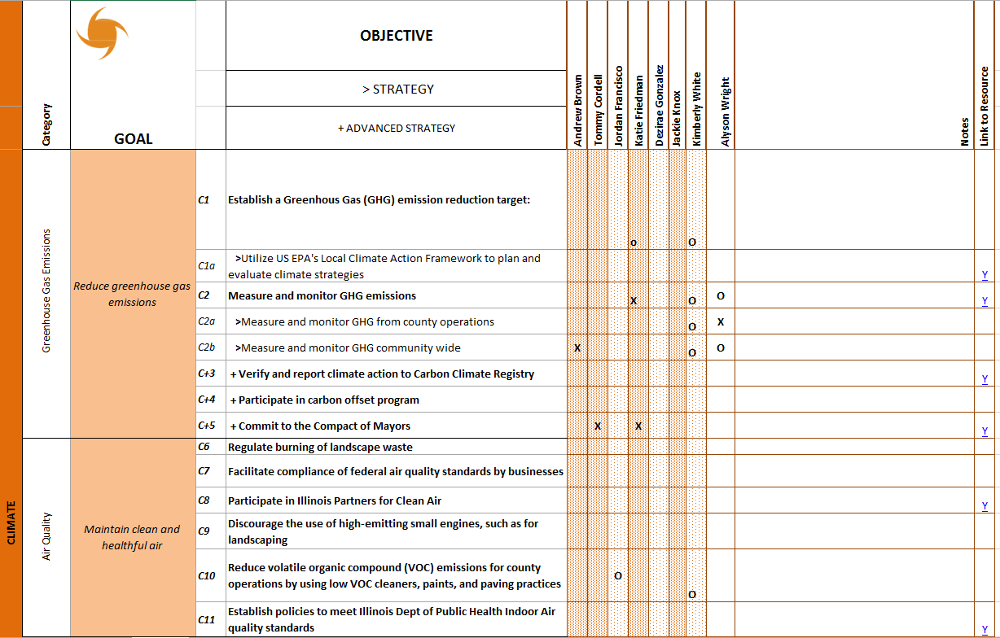 OBJECTIVE
> STRATEGY
+ ADVANCED STRATEGY
Category
GOAL
Andrew Brown
Tommy Cordell
Jordan Francisco
Katie Friedman
Dezirae Gonzalez
Jackie Knox
Kimberly White
Alyson Wright
Notes
Link to Resource
CLIMATE
Greenhouse Gas Emissions
Reduce greenhouse gas
emissions
C1 Establish a Greenhous Gas (GHG) emission reduction target: o O
C1a >Utilize US EPA's Local Climate Action Framework to plan and
evaluate climate strategies Y
C2 Measure and monitor GHG emissions X O O Y
C2a >Measure and monitor GHG from county operations O X
C2b >Measure and monitor GHG community wide X O O
C+3 + Verify and report climate action to Carbon Climate Registry Y
C+4 + Participate in carbon offset program
C+5 + Commit to the Compact of Mayors X X Y
Air Quality
Maintain clean and
healthful air
C6 Regulate burning of landscape waste
C7 Facilitate compliance of federal air quality standards by businesses
C8 Participate in Illinois Partners for Clean Air Y
C9 Discourage the use of high-emitting small engines, such as for
landscaping
C10 Reduce volatile organic compound (VOC) emissions for county
operations by using low VOC cleaners, paints, and paving practices O O
C11 Establish policies to meet Illinois Dept of Public Health Indoor Air
quality standards Y